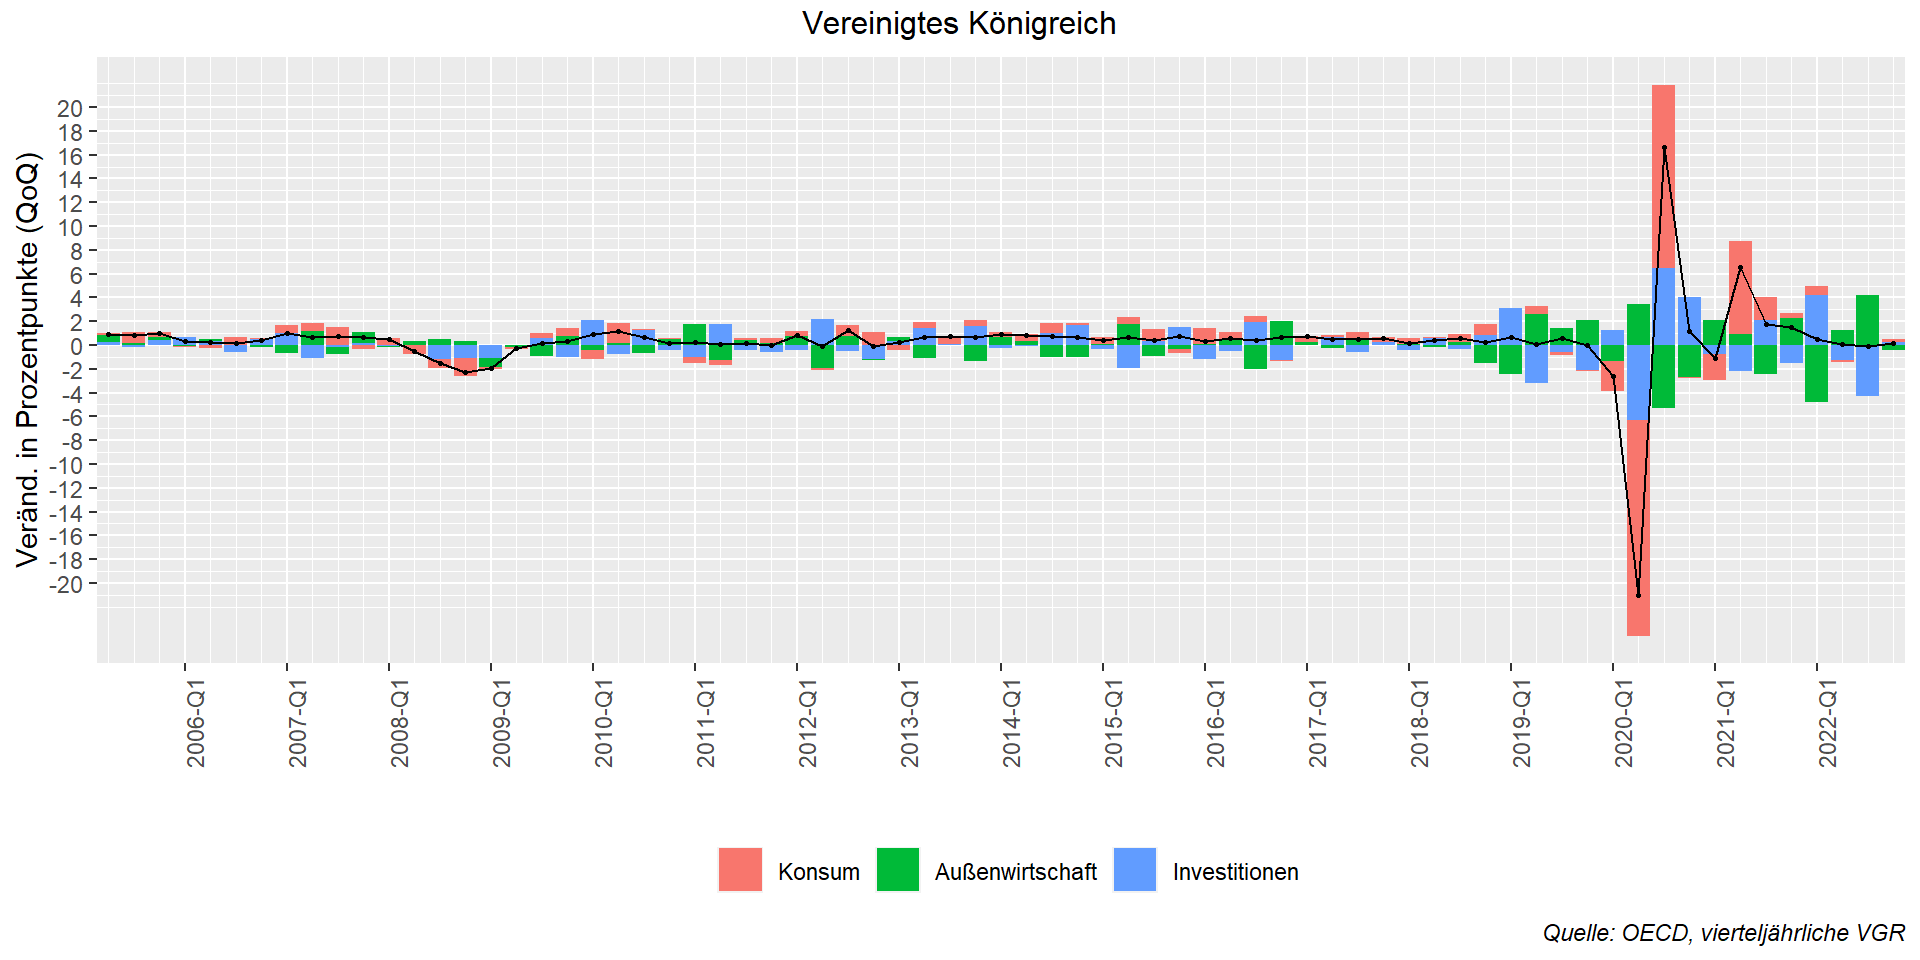 Vereinigtes Königreich
Veränd. in Prozentpunkte (QoQ)
20
18
16
14
12
10
8
6
4
2
0
-2
-4
-6
-8
-10
-12
-14
-16
-18
-20
2006-Q1
2007-Q1
2008-Q1
2009-Q1
2010-Q1
2011-Q1
2012-Q1
2013-Q1
2014-Q1
2015-Q1
2016-Q1
2017-Q1
2018-Q1
2019-Q1
2020-Q1
2021-Q1
2022-Q1
Konsum
Außenwirtschaft
Investitionen
Quelle: OECD, vierteljährliche VGR